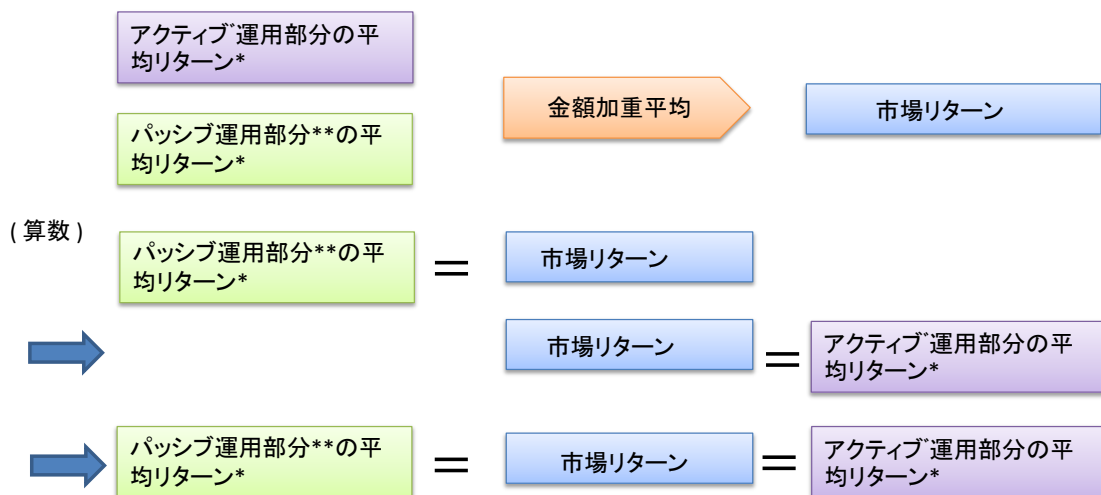 アクティブ運用部分の平
均リターン*
金額加重平均
市場リターン
パッシブ運用部分**の平
均リターン*
(算数)
パッシブ運用部分**の平
均リターン*
=
市場リターン
市場リターン
=
アクティブ運用部分の平
均リターン*
パッシブ運用部分**の平
均リターン*
=
市場リターン
=
アクティブ運用部分の平
均リターン*